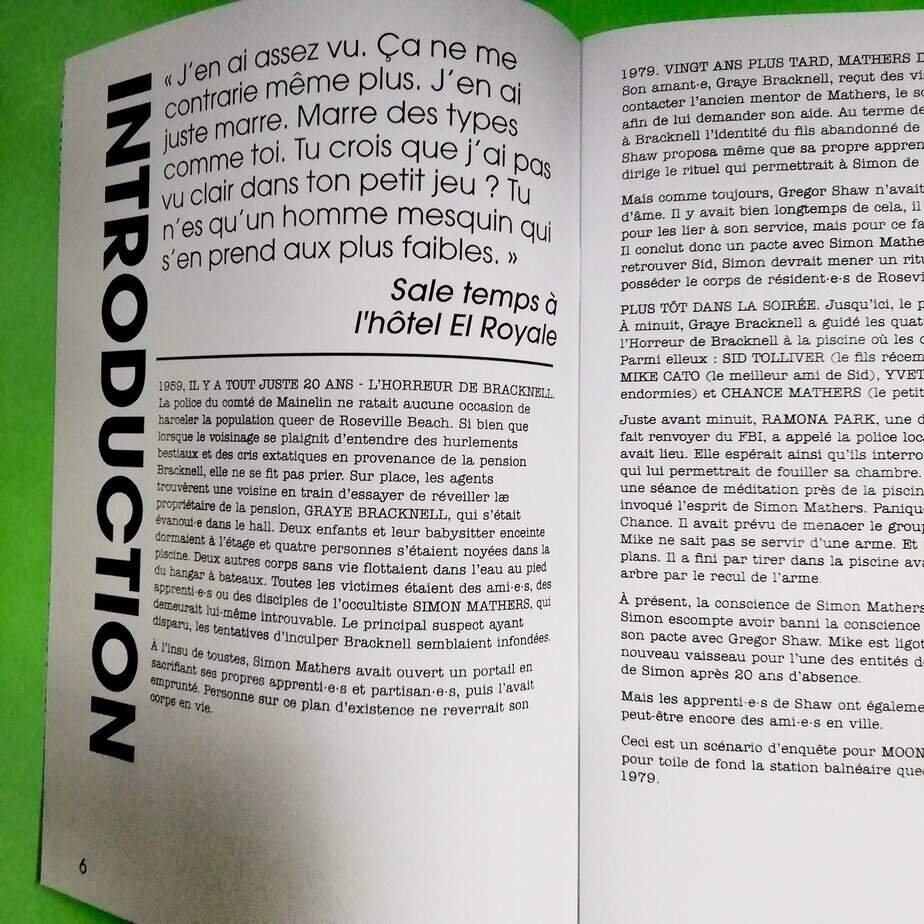 INTRODUCTION
« J'en ai assez vu. Ça ne me
contrarie même plus. J'en ai
juste marre. Marre des types
comme toi. Tu crois que j'ai pas
vu clair dans ton petit jeu ? Tu
n'es qu'un homme mesquin qui
s'en prend aux plus faibles. »
Sale temps à
l'hôtel El Royale
1959, IL Y A TOUT JUSTE 20 ANS - L'HORREUR DE BRACKNELL.
La police du comté de Mainelin ne ratait aucune occasion de
harceler la population queer de Roseville Beach. Si bien que
lorsque le voisinage se plaignit d'entendre des hurlements
bestiaux et des cris extatiques en provenance de la pension
Bracknell, elle ne se fit pas prier. Sur place, les agents
trouvèrent une voisine en train d'essayer de réveiller læ
propriétaire de la pension, GRAYE BRACKNELL, qui s'était
évanoui·e dans le hall. Deux enfants et leur babysitter enceinte
dormaient à l'étage et quatre personnes s'étaient noyées dans la
piscine. Deux autres corps sans vie flottaient dans l'eau au pied
du hangar à bateaux. Toutes les victimes étaient des ami·e·s, des
apprenti·e·s ou des disciples de l'occultiste SIMON MATHERS, qui
demeurait lui-même introuvable. Le principal suspect ayant
disparu, les tentatives d'inculper Bracknell semblaient infondées.
À l'insu de toustes, Simon Mathers avait ouvert un portail en
sacrifiant ses propres apprenti·e·s et partisan·e·s, puis l'avait
emprunté. Personne sur ce plan d'existence ne reverrait son
corps en vie.
6
1979. VINGT ANS PLUS TARD, MATHERS
Son amant·e, Graye Bracknell, reçut des
contacter l'ancien mentor de Mathers, le
afin de lui demander son aide. Au terme
à Bracknell l'identité du fils abandonné de
Shaw proposa même que sa propre
dirige le rituel qui permettrait à Simon de
Mais comme toujours, Gregor Shaw n'avait
d'âme. Il y avait bien longtemps de cela, il
pour les lier à son service, mais pour ce
Il conclut donc un pacte avec Simon
retrouver Sid, Simon devrait mener un
posséder le corps de résident·e·s de
PLUS TÔT DANS LA SOIRÉE. Jusqu'ici, le
À minuit, Graye Bracknell a guidé les
l'Horreur de Bracknell à la piscine où les
Parmi elleux : SID TOLLIVER (le fils
MIKE CATO (le meilleur ami de Sid),
endormies) et CHANCE MATHERS (le petit
Juste avant minuit, RAMONA PARK, une
fait renvoyer du FBI, a appelé la police
avait lieu. Elle espérait ainsi qu'ils
qui lui permettrait de fouiller sa chambre.
une séance de méditation près de la
invoqué l'esprit de Simon Mathers.
Chance. Il avait prévu de menacer le
Mike ne sait pas se servir d'une arme. Et
plans. Il a fini par tirer dans la piscine
arbre par le recul de l'arme.
À présent, la conscience de Simon Mathers
Simon escompte avoir banni la conscience
son pacte avec Gregor Shaw. Mike est
nouveau vaisseau pour l'une des entités
de Simon après 20 ans d'absence.
Mais les apprenti·e·s de Shaw ont
peut-être encore des ami·e·s en ville.
Ceci est un scénario d'enquête pour
pour toile de fond la station balnéaire
1979.